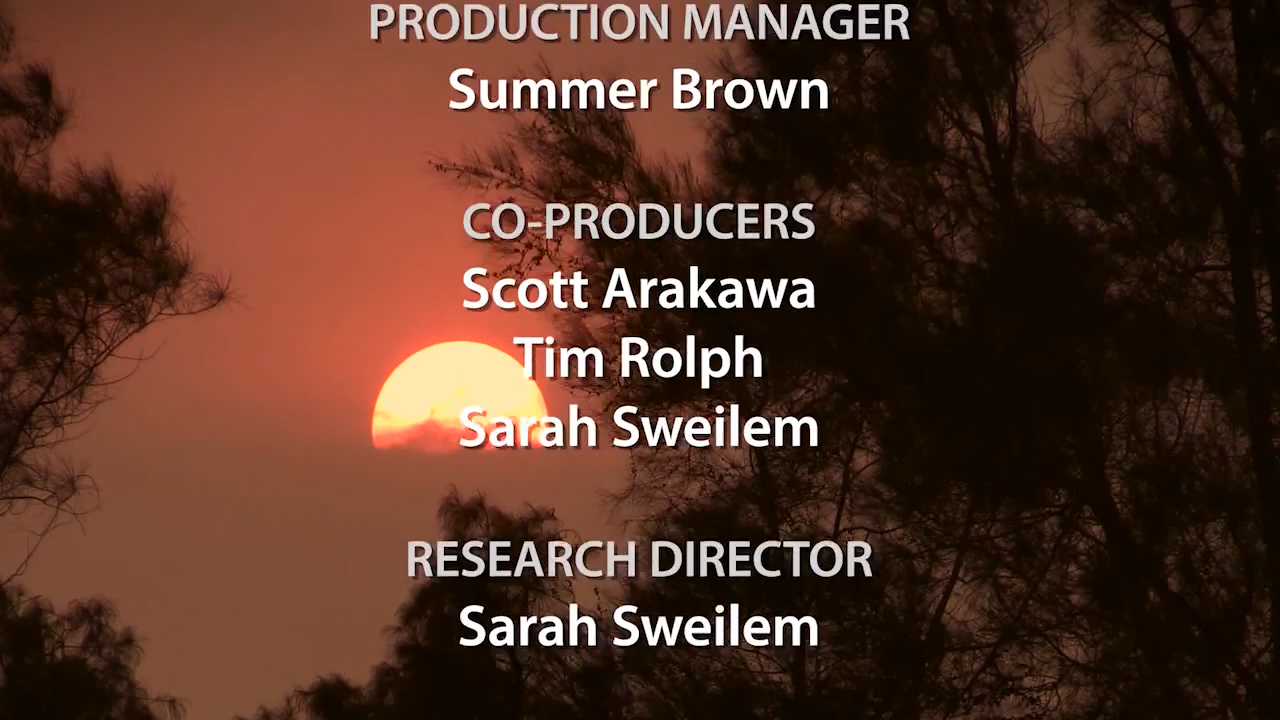 PRODUCTION MANAGER
Summer Brown
CO-PRODUCERS
Scott Arakawa
Tim Rolph
Sarah Sweilem
RESEARCH DIRECTOR
Sarah Sweilem